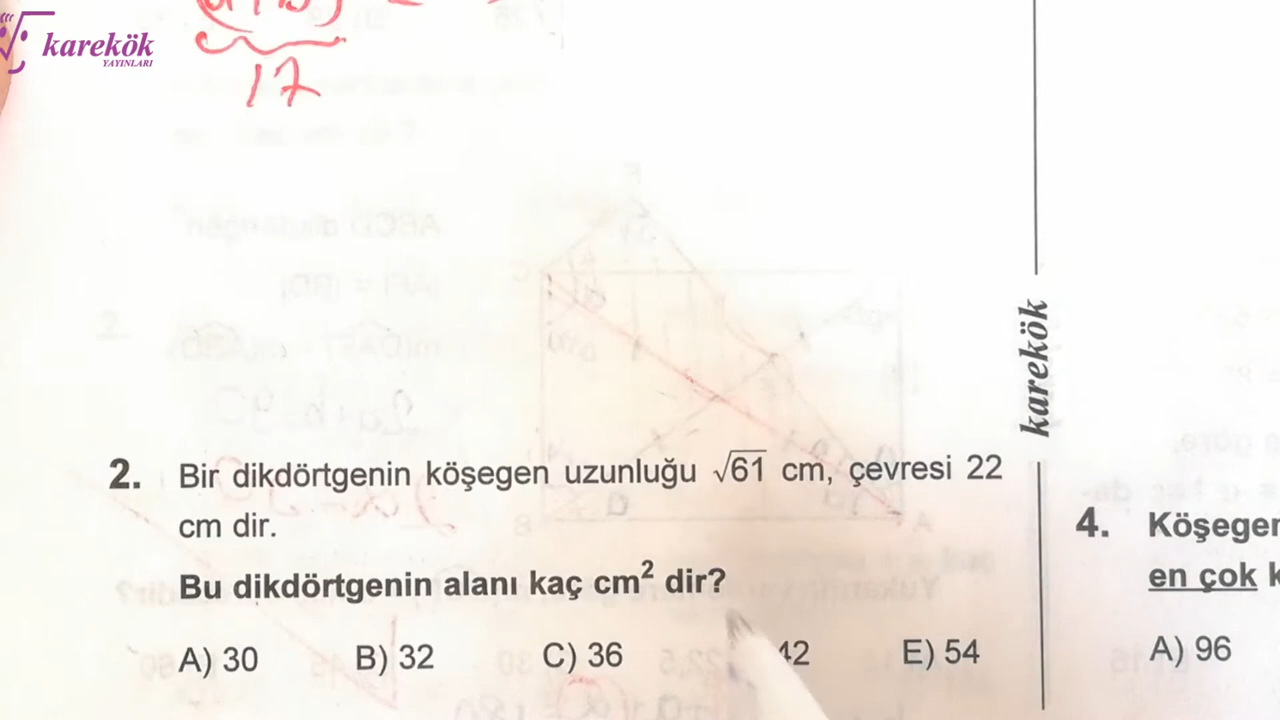 karekök
YAYINLARI
17
2. Bir dikdörtgenin köşegen uzunluğu √61 cm, çevresi 22
cm dir.
Bu dikdörtgenin alanı kaç cm² dir?
A) 30 B) 32 C) 36 42 E) 54
karekök
4. Köşegen
en çok k
A) 96